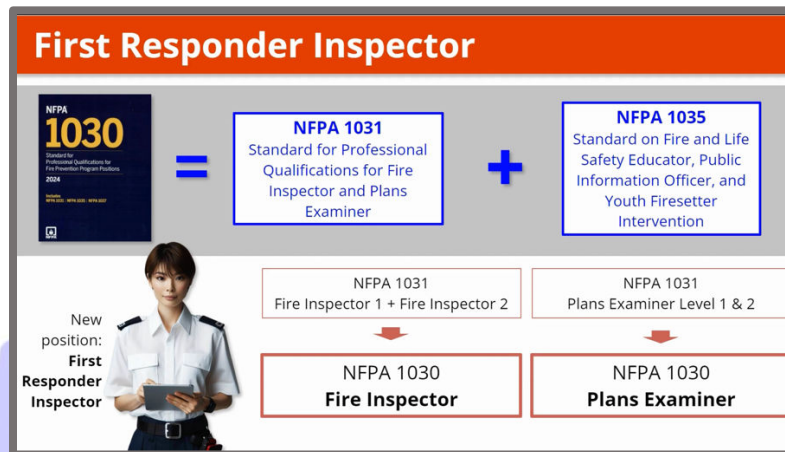 First Responder Inspector
NFPA
1030
Standard for
Professional Qualifications for
Fire Prevention Program Positions
2024
=
NFPA 1031
Standard for Professional
Qualifications for Fire
Inspector and Plans
Examiner
+
NFPA 1035
Standard on Fire and Life
Safety Educator, Public
Information Officer, and
Youth Firesetter
Intervention
New
position:
First
Responder
Inspector
NFPA 1031
Fire Inspector 1 + Fire Inspector 2
NFPA 1030
Fire Inspector
NFPA 1031
Plans Examiner Level 1 & 2
NFPA 1030
Plans Examiner